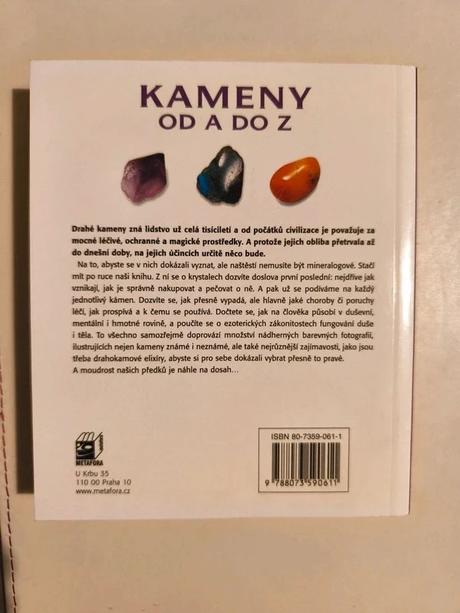 KAMENY
OD A DO Z
Drahé kameny zná lidstvo už celá tisíciletí a od počátků civilizace je považuje za
mocné léčivé, ochranné a magické prostředky. A protože jejich obliba přetrvala až
do dnešní doby, na jejich účincích určitě něco bude.
Na to, abyste se v nich dokázali vyznat, ale naštěstí nemusíte být mineralogové. Stačí
mít po ruce naši knihu. Z ní se o krystalech dozvíte doslova první poslední: nejdříve jak
vznikají, jak je správně nakupovat a pečovat o ně. A pak už se podíváme na každý
jednotlivý kámen. Dozvíte se, jak přesně vypadá, ale hlavně jaké choroby či poruchy
léčí, jak prospívá a k čemu se používá. Dočtete se, jak na člověka působí v duševní,
mentální i hmotné rovině, a poučíte se o ezoterických zákonitostech fungování duše
i těla. To všechno samozřejmě doprovází množství nádherných barevných fotografií,
ilustrujících nejen kameny známé i neznámé, ale také nejrůznější zajímavosti, jako jsou
třeba drahokamové elixíry, abyste si pro sebe dokázali vybrat přesně to pravé.
A moudrost našich předků je náhle na dosah...
METAFORA
U Krbu 35
110 00 Praha 10
www.metafora.cz
ISBN 80-7359-061-1
9 788073 590611